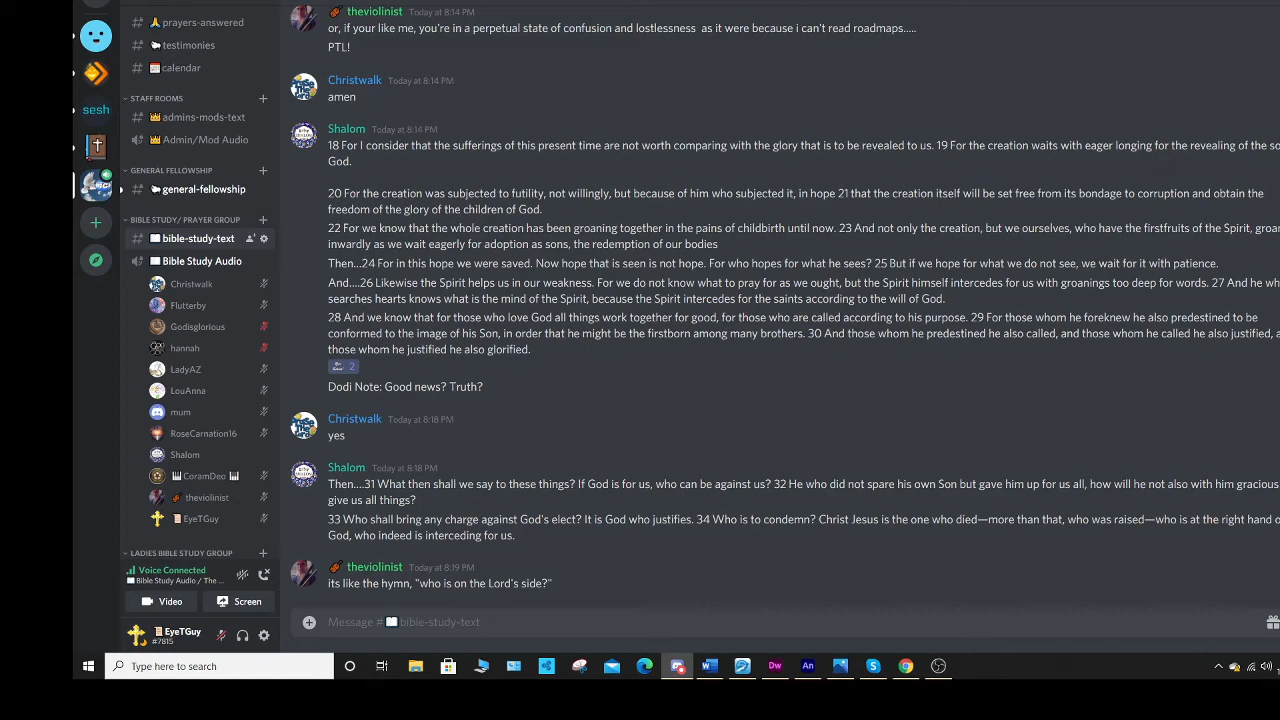 prayers-answered
testimonies
calendar
STAFF ROOMS
admins-mods-text
Admin/Mod Audio
GENERAL FELLOWSHIP
general-fellowship
BIBLE STUDY/ PRAYER GROUP
bible-study-text
Bible Study Audio
Christwalk
Flutterby
Godisglorious
hannah
LadyAZ
LouAnna
mum
RoseCarnation16
Shalom
CoramDeo
theviolinist
EyeTGuy
LADIES BIBLE STUDY GROUP
Voice Connected
Bible Study Audio / The ...
Video
Screen
EyeTGuy
#7815
sesh
theviolinist Today at 8:14 PM
or, if your like me, you're in a perpetual state of confusion and lostlessness as it were because i can't read roadmaps.....
PTL!
Christwalk Today at 8:14 PM
amen
Shalom Today at 8:14 PM
18 For I consider that the sufferings of this present time are not worth comparing with the glory that is to be revealed to us. 19 For the creation waits with eager longing for the revealing of the so
God.
20 For the creation was subjected to futility, not willingly, but because of him who subjected it, in hope 21 that the creation itself will be set free from its bondage to corruption and obtain the
freedom of the glory of the children of God.
22 For we know that the whole creation has been groaning together in the pains of childbirth until now. 23 And not only the creation, but we ourselves, who have the firstfruits of the Spirit, groan
inwardly as we wait eagerly for adoption as sons, the redemption of our bodies
Then...24 For in this hope we were saved. Now hope that is seen is not hope. For who hopes for what he sees? 25 But if we hope for what we do not see, we wait for it with patience.
And....26 Likewise the Spirit helps us in our weakness. For we do not know what to pray for as we ought, but the Spirit himself intercedes for us with groanings too deep for words. 27 And he wh
searches hearts knows what is the mind of the Spirit, because the Spirit intercedes for the saints according to the will of God.
28 And we know that for those who love God all things work together for good, for those who are called according to his purpose. 29 For those whom he foreknew he also predestined to be
conformed to the image of his Son, in order that he might be the firstborn among many brothers. 30 And those whom he predestined he also called, and those whom he called he also justified, a
those whom he justified he also glorified.
2
Dodi Note: Good news? Truth?
Christwalk Today at 8:18 PM
yes
Shalom Today at 8:18 PM
Then....31 What then shall we say to these things? If God is for us, who can be against us? 32 He who did not spare his own Son but gave him up for us all, how will he not also with him gracious
give us all things?
33 Who shall bring any charge against God's elect? It is God who justifies. 34 Who is to condemn? Christ Jesus is the one who died—more than that, who was raised—who is at the right hand o
God, who indeed is interceding for us.
theviolinist Today at 8:19 PM
its like the hymn, "who is on the Lord's side?"
Message # bible-study-text
Type here to search